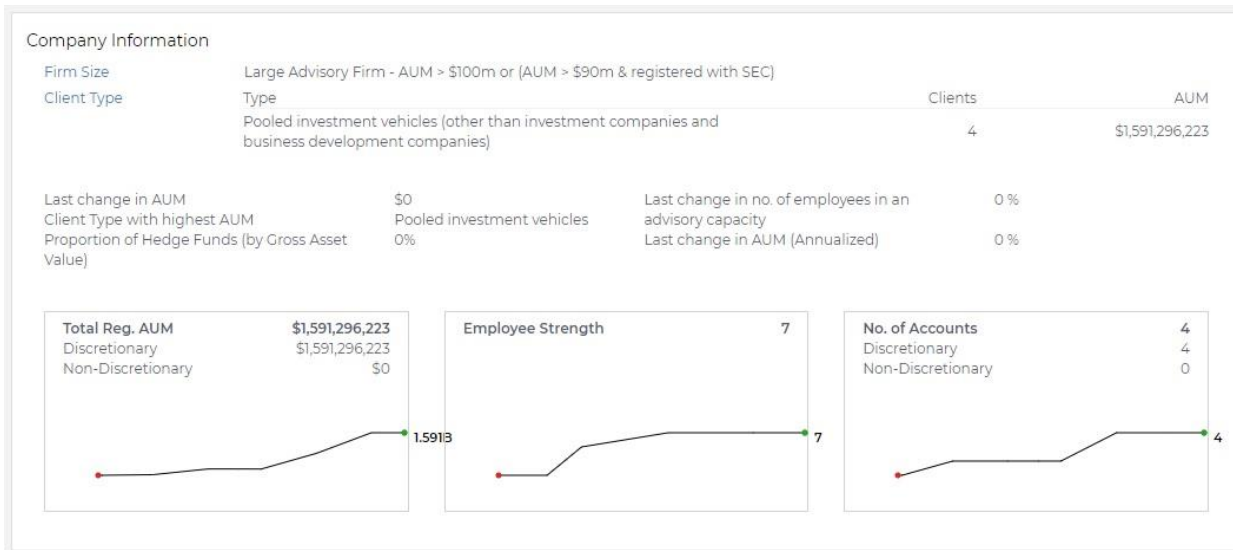 Company Information
Firm Size Large Advisory Firm - AUM > $100m or (AUM > $90m & registered with SEC)
Client Type Type Clients AUM
Pooled investment vehicles (other than investment companies and
business development companies) 4 $1,591,296,223
Last change in AUM $0 Last change in no. of employees in an 0 %
Client Type with highest AUM Pooled investment vehicles advisory capacity
Proportion of Hedge Funds (by Gross Asset 0% Last change in AUM (Annualized) 0 %
Value)
Total Reg. AUM $1,591,296,223
Discretionary $1,591,296,223
Non-Discretionary $0
1.591B
Employee Strength 7
7
No. of Accounts 4
Discretionary 4
Non-Discretionary 0
4